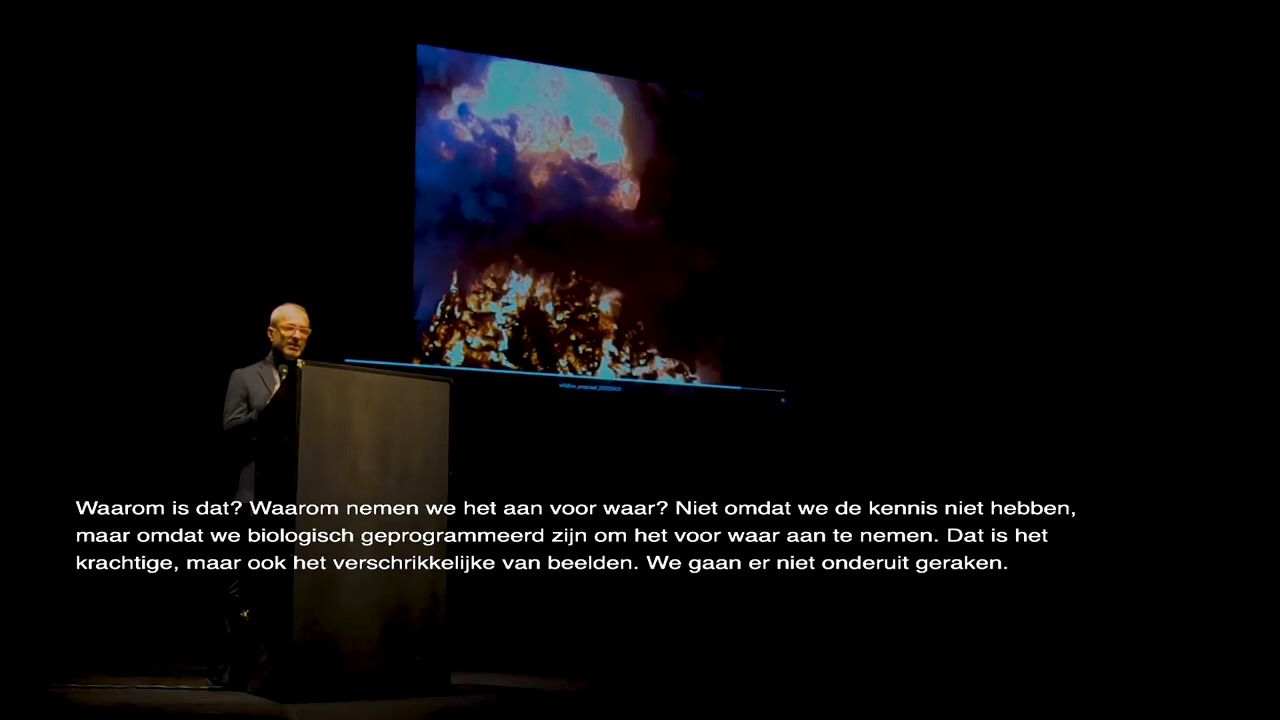 Waarom is dat? Waarom nemen we het aan voor waar? Niet omdat we de kennis niet hebben,
maar omdat we biologisch geprogrammeerd zijn om het voor waar aan te nemen. Dat is het
krachtige, maar ook het verschrikkelijke van beelden. We gaan er niet onderuit geraken.